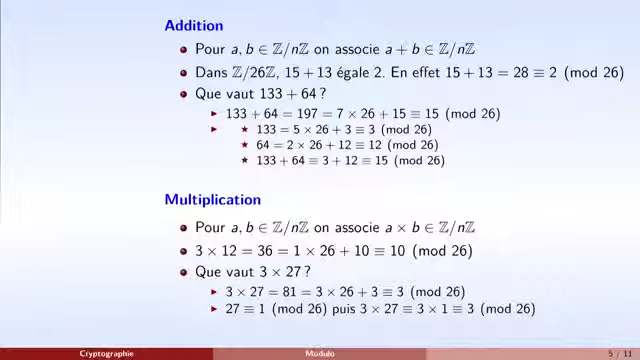 Addition
Pour a, b ∈ ℤ/nℤ on associe a + b ∈ ℤ/nℤ
Dans ℤ/26ℤ, 15 + 13 égale 2. En effet 15 + 13 = 28 ≡ 2 (mod 26)
Que vaut 133 + 64 ?
133 + 64 = 197 = 7 × 26 + 15 ≡ 15 (mod 26)
133 = 5 × 26 + 3 ≡ 3 (mod 26)
64 = 2 × 26 + 12 ≡ 12 (mod 26)
133 + 64 ≡ 3 + 12 ≡ 15 (mod 26)
Multiplication
Pour a, b ∈ ℤ/nℤ on associe a × b ∈ ℤ/nℤ
3 × 12 = 36 = 1 × 26 + 10 ≡ 10 (mod 26)
Que vaut 3 × 27 ?
3 × 27 = 81 = 3 × 26 + 3 ≡ 3 (mod 26)
27 ≡ 1 (mod 26) puis 3 × 27 ≡ 3 × 1 ≡ 3 (mod 26)
Cryptographie Modulo 5 / 11